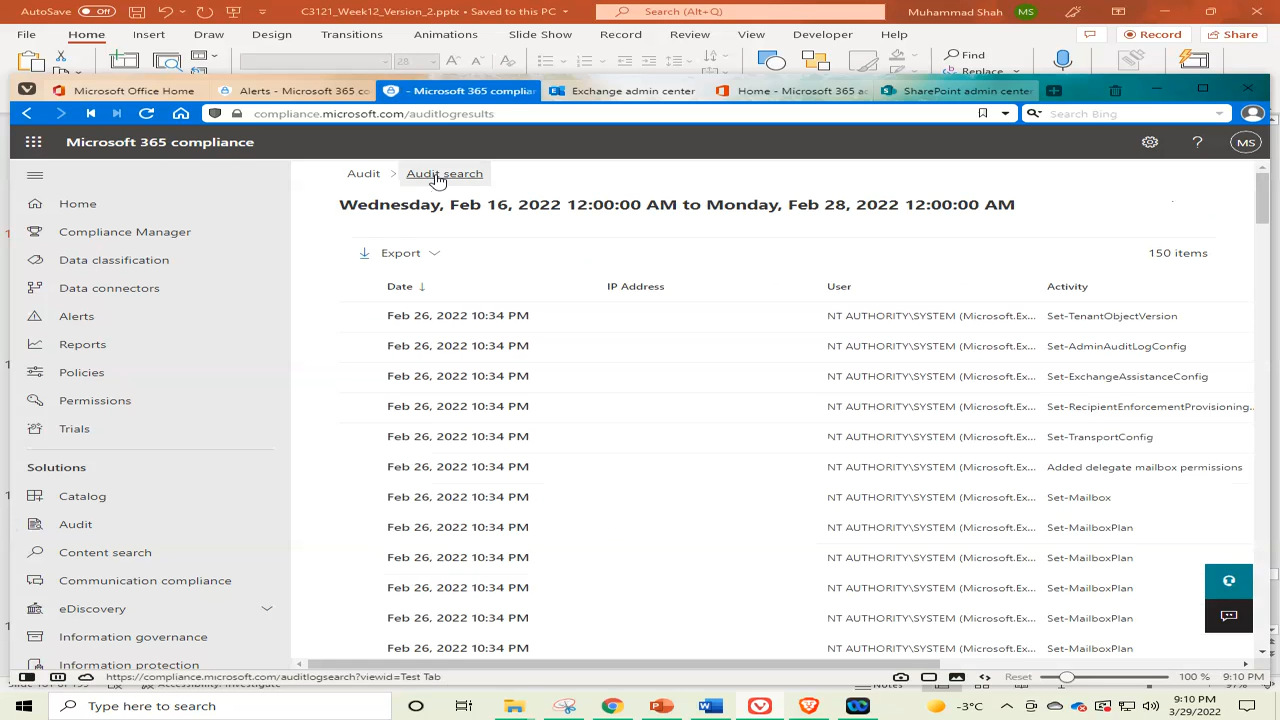 AutoSave Off C3121_Week12_Version_2.pptx • Saved to this PC Search (Alt+Q) Muhammad Shah MS
File Home Insert Draw Design Transitions Animations Slide Show Record Review View Developer Help Record Share
28 Find
Replace
Microsoft Office Home Alerts - Microsoft 365 co - Microsoft 365 complian Exchange admin center Home - Microsoft 365 a SharePoint admin center
compliance.microsoft.com/auditlogresults Search Bing
Microsoft 365 compliance MS
Audit > Audit search
Wednesday, Feb 16, 2022 12:00:00 AM to Monday, Feb 28, 2022 12:00:00 AM
Export 150 items
Date ↓ IP Address User Activity
Feb 26, 2022 10:34 PM NT AUTHORITY\SYSTEM (Microsoft.Ex... Set-TenantObjectVersion
Feb 26, 2022 10:34 PM NT AUTHORITY\SYSTEM (Microsoft.Ex... Set-AdminAuditLogConfig
Feb 26, 2022 10:34 PM NT AUTHORITY\SYSTEM (Microsoft.Ex... Set-ExchangeAssistanceConfig
Feb 26, 2022 10:34 PM NT AUTHORITY\SYSTEM (Microsoft.Ex... Set-RecipientEnforcementProvisioning...
Feb 26, 2022 10:34 PM NT AUTHORITY\SYSTEM (Microsoft.Ex... Set-TransportConfig
Feb 26, 2022 10:34 PM NT AUTHORITY\SYSTEM (Microsoft.Ex... Added delegate mailbox permissions
Feb 26, 2022 10:34 PM NT AUTHORITY\SYSTEM (Microsoft.Ex... Set-Mailbox
Feb 26, 2022 10:34 PM NT AUTHORITY\SYSTEM (Microsoft.Ex... Set-MailboxPlan
Feb 26, 2022 10:34 PM NT AUTHORITY\SYSTEM (Microsoft.Ex... Set-MailboxPlan
Feb 26, 2022 10:34 PM NT AUTHORITY\SYSTEM (Microsoft.Ex... Set-MailboxPlan
Feb 26, 2022 10:34 PM NT AUTHORITY\SYSTEM (Microsoft.Ex... Set-MailboxPlan
Feb 26, 2022 10:34 PM NT AUTHORITY\SYSTEM (Microsoft.Ex... Set-MailboxPlan
Home
Compliance Manager
Data classification
Data connectors
Alerts
Reports
Policies
Permissions
Trials
Solutions
Catalog
Audit
Content search
Communication compliance
eDiscovery
Information governance
Information protection
https://compliance.microsoft.com/auditlogsearch?viewid=Test Tab Reset 100 % 9:10 PM
Type here to search -3°C 9:10 PM
3/29/2022